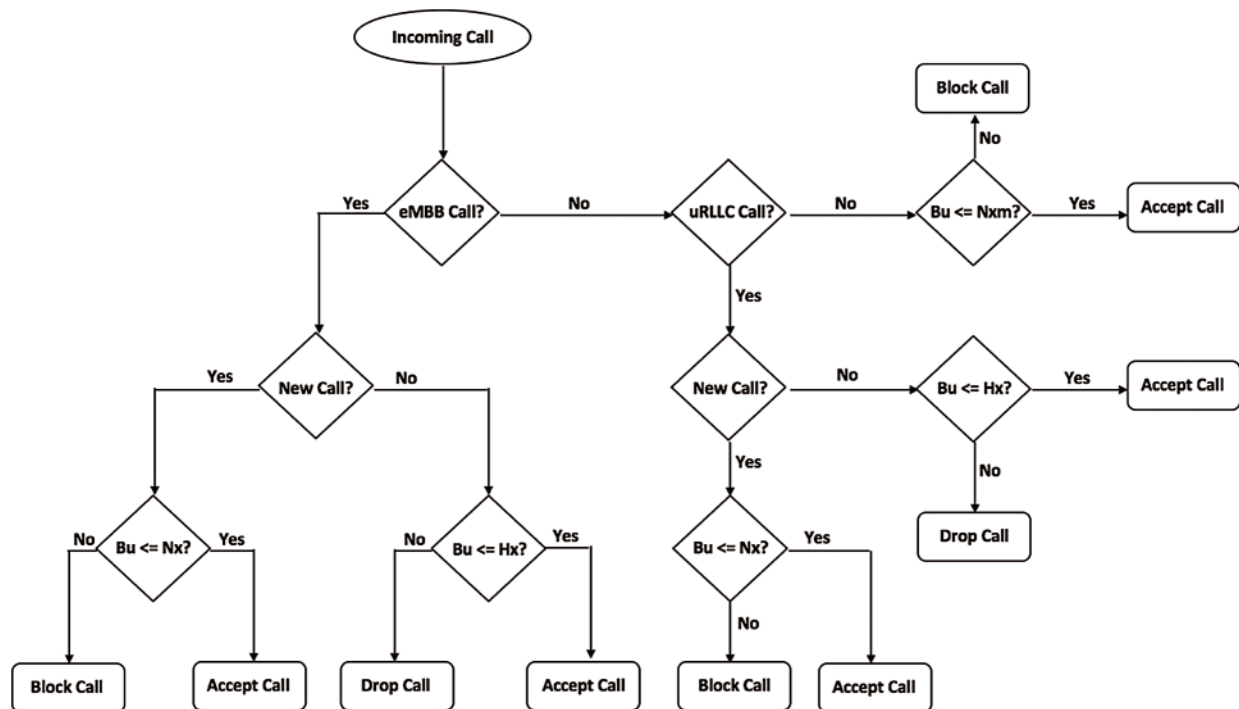 Incoming Call
Block Call
No
Yes
eMBB Call?
No
uRLLC Call?
No
Bu <= Nxm?
Yes
Accept Call
Yes
Yes
New Call?
No
New Call?
No
Bu <= Hx?
Yes
Accept Call
Yes
No
No
Bu <= Nx?
Yes
No
Bu <= Hx?
Yes
Bu <= Nx?
Yes
Drop Call
No
Block Call
Accept Call
Drop Call
Accept Call
Block Call
Accept Call